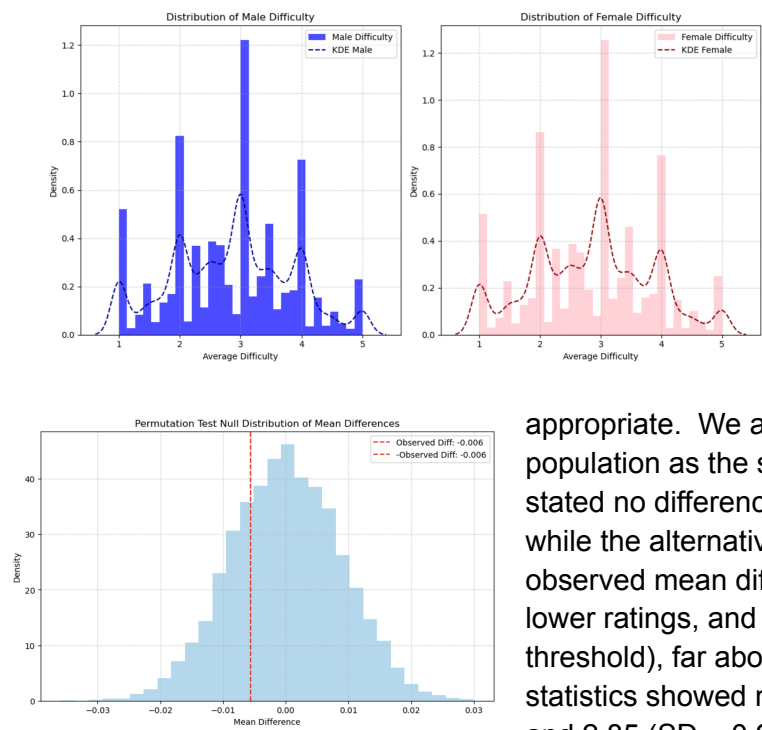 Distribution of Male Difficulty
Male Difficulty
KDE Male
1.2
1.0
0.8
0.6
0.4
0.2
0.0
Density
1 2 3 4 5
Average Difficulty
Distribution of Female Difficulty
Female Difficulty
KDE Female
1.2
1.0
0.8
0.6
0.4
0.2
0.0
Density
1 2 3 4 5
Average Difficulty
Permutation Test Null Distribution of Mean Differences
Observed Diff: -0.006
-Observed Diff: -0.006
40
30
20
10
0
Density
−0.03 −0.02 −0.01 0.00 0.01 0.02 0.03
Mean Difference
appropriate. We a
population as the s
stated no difference
while the alternativ
observed mean dif
lower ratings, and
threshold), far abo
statistics showed